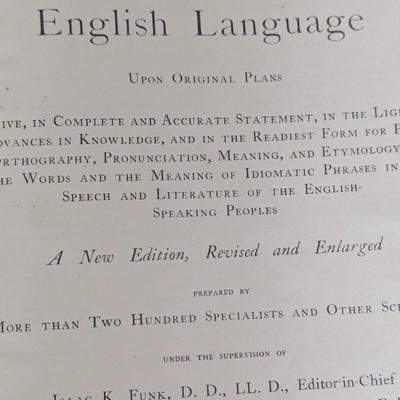 English Language
Upon Original Plans
ive, in Complete and Accurate Statement, in the Lig
dvances in Knowledge, and in the Readiest Form for P
rthography, Pronunciation, Meaning, and Etymology
he Words and the Meaning of Idiomatic Phrases in
Speech and Literature of the English-
Speaking Peoples
A New Edition, Revised and Enlarged
prepared by
More than Two Hundred Specialists and Other Sc
under the supervision of
Isaac K. Funk, D. D., LL. D., Editor-in-Chief